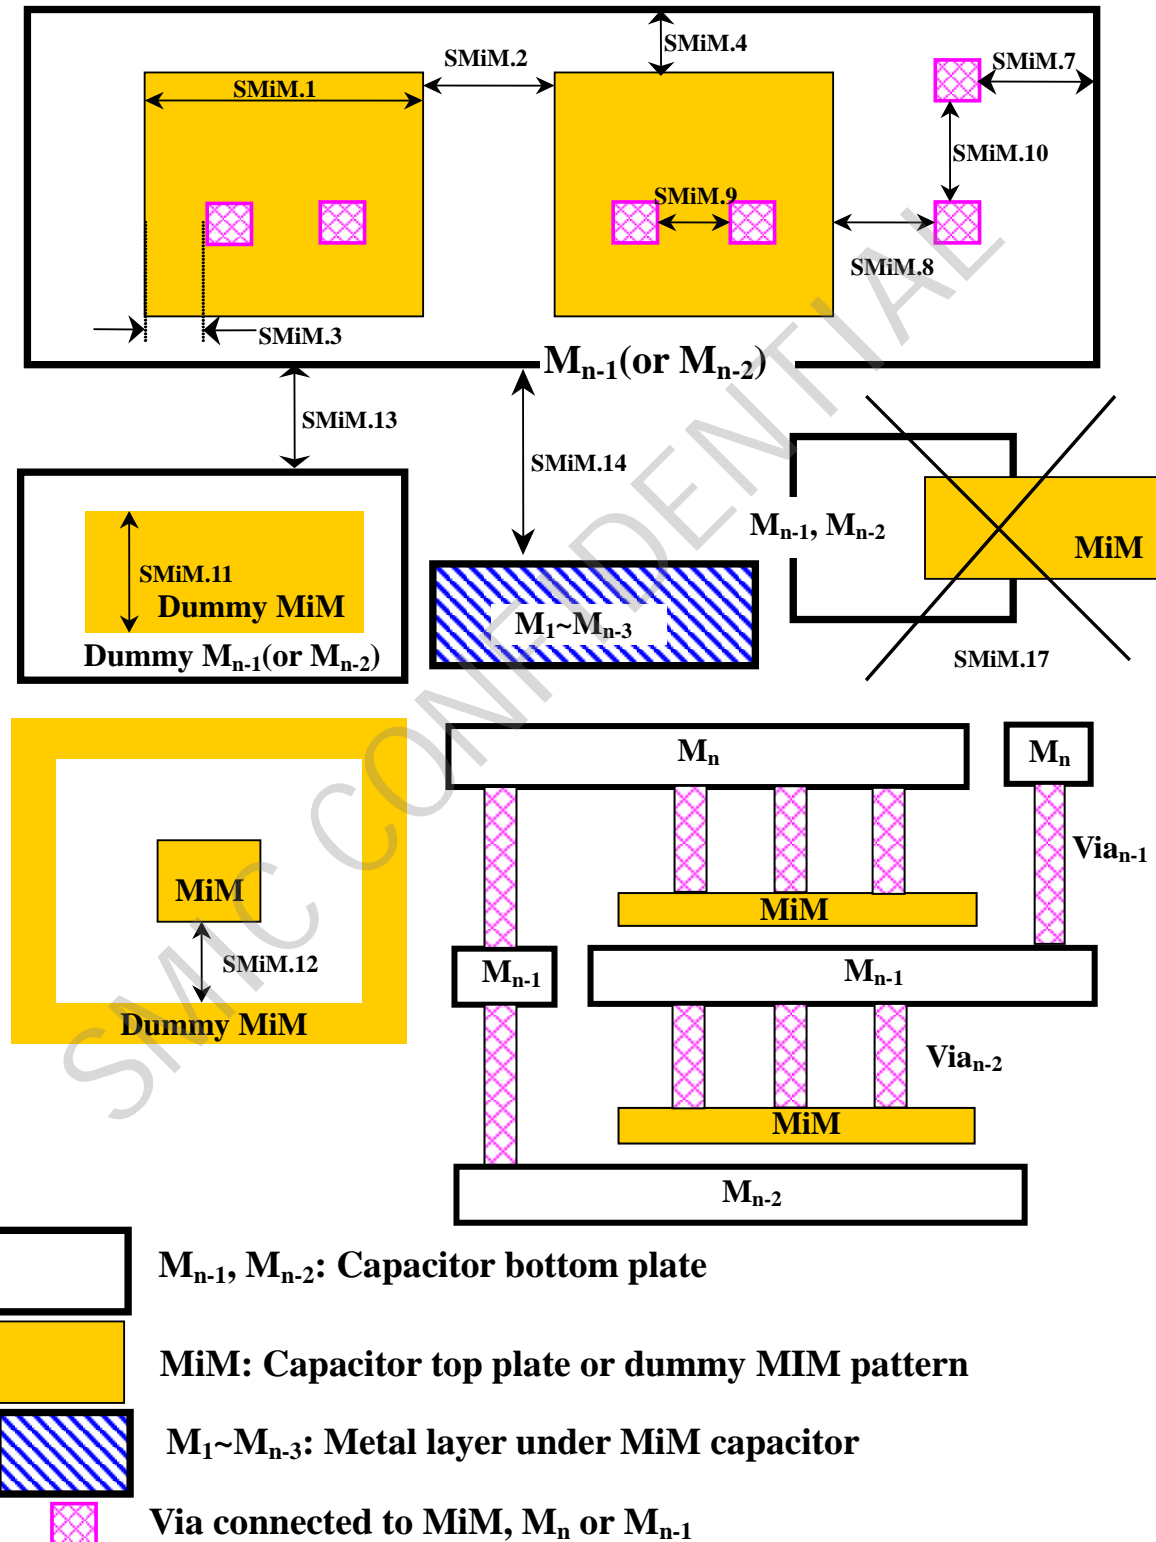 SMiM.4
SMiM.2
SMiM.7
SMiM.1
SMiM.10
SMiM.9
SMiM.8
SMiM.3
Mn-1(or Mn-2)
SMiM.13
SMiM.14
Mn-1, Mn-2
MiM
SMiM.11
Dummy MiM
M1~Mn-3
Dummy Mn-1(or Mn-2)
SMiM.17
Mn
Mn
Via n-1
MiM
MiM
SMiM.12
Mn-1
Mn-1
Dummy MiM
Via n-2
MiM
Mn-2
SMIC CONFIDENTIAL
Mn-1, Mn-2: Capacitor bottom plate
MiM: Capacitor top plate or dummy MIM pattern
M1~Mn-3: Metal layer under MiM capacitor
Via connected to MiM, Mn or Mn-1